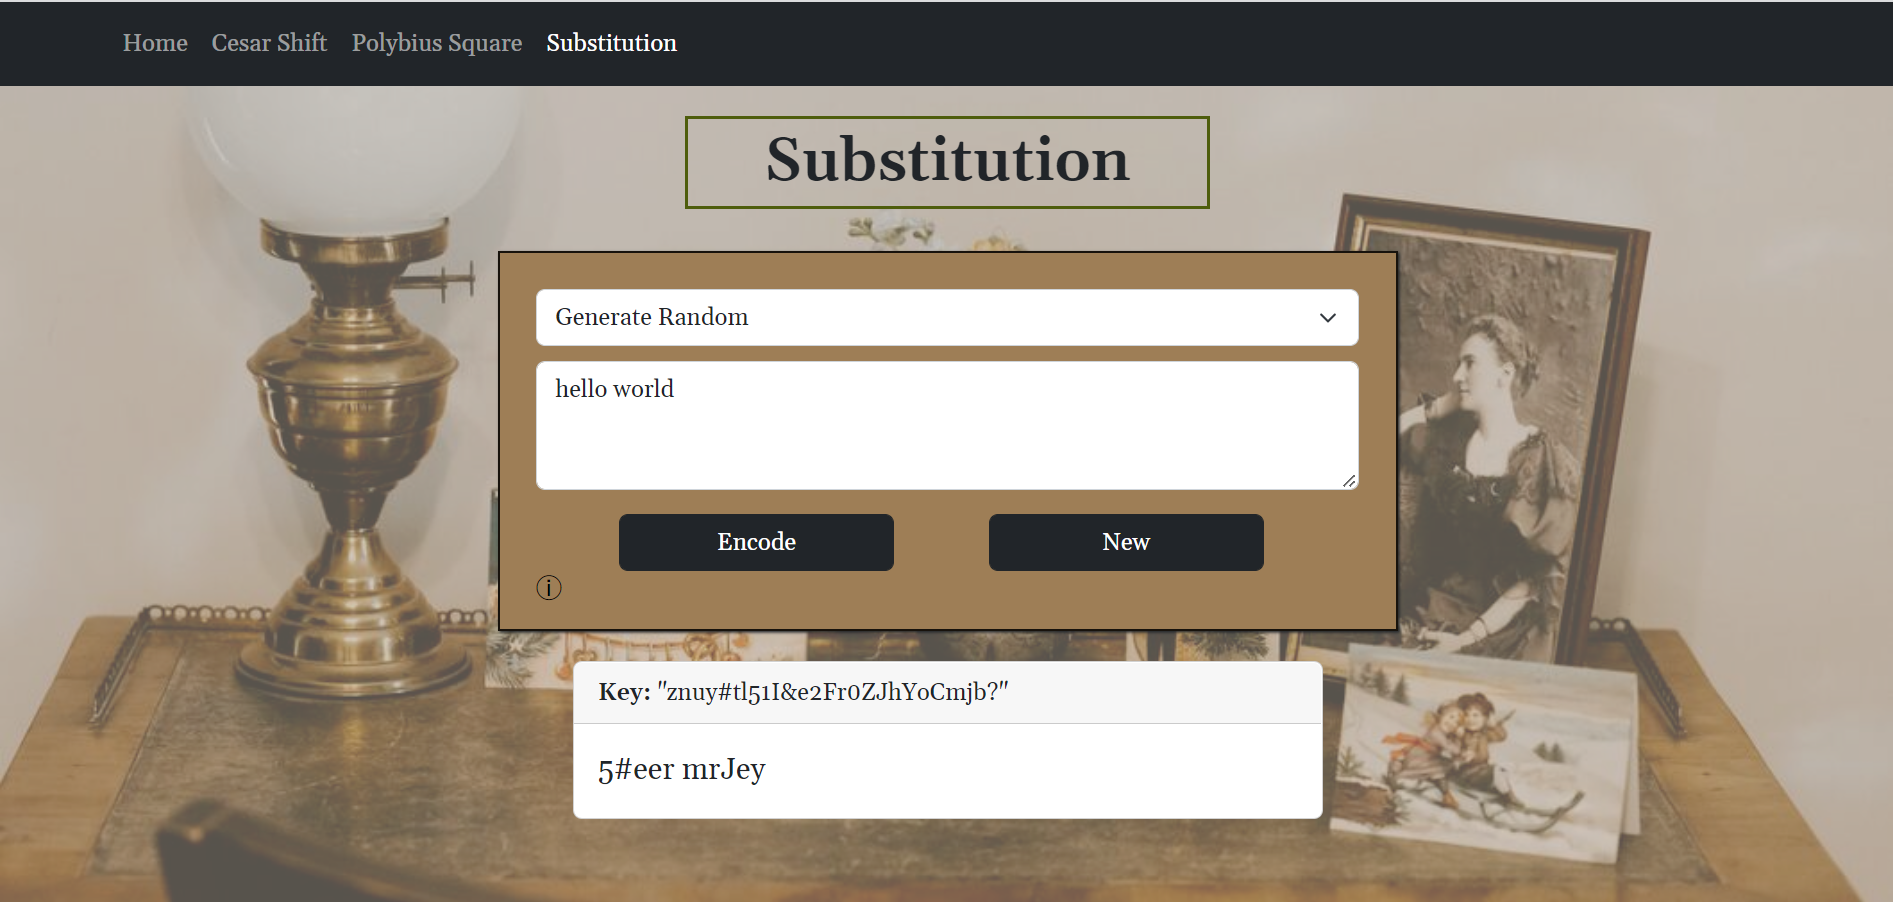 Home Cesar Shift Polybius Square Substitution
Substitution
Generate Random
hello world
Encode New
Key: "znuy#tl51I&e2Fr0ZJhYoCmjb?"
5#eer mrJey